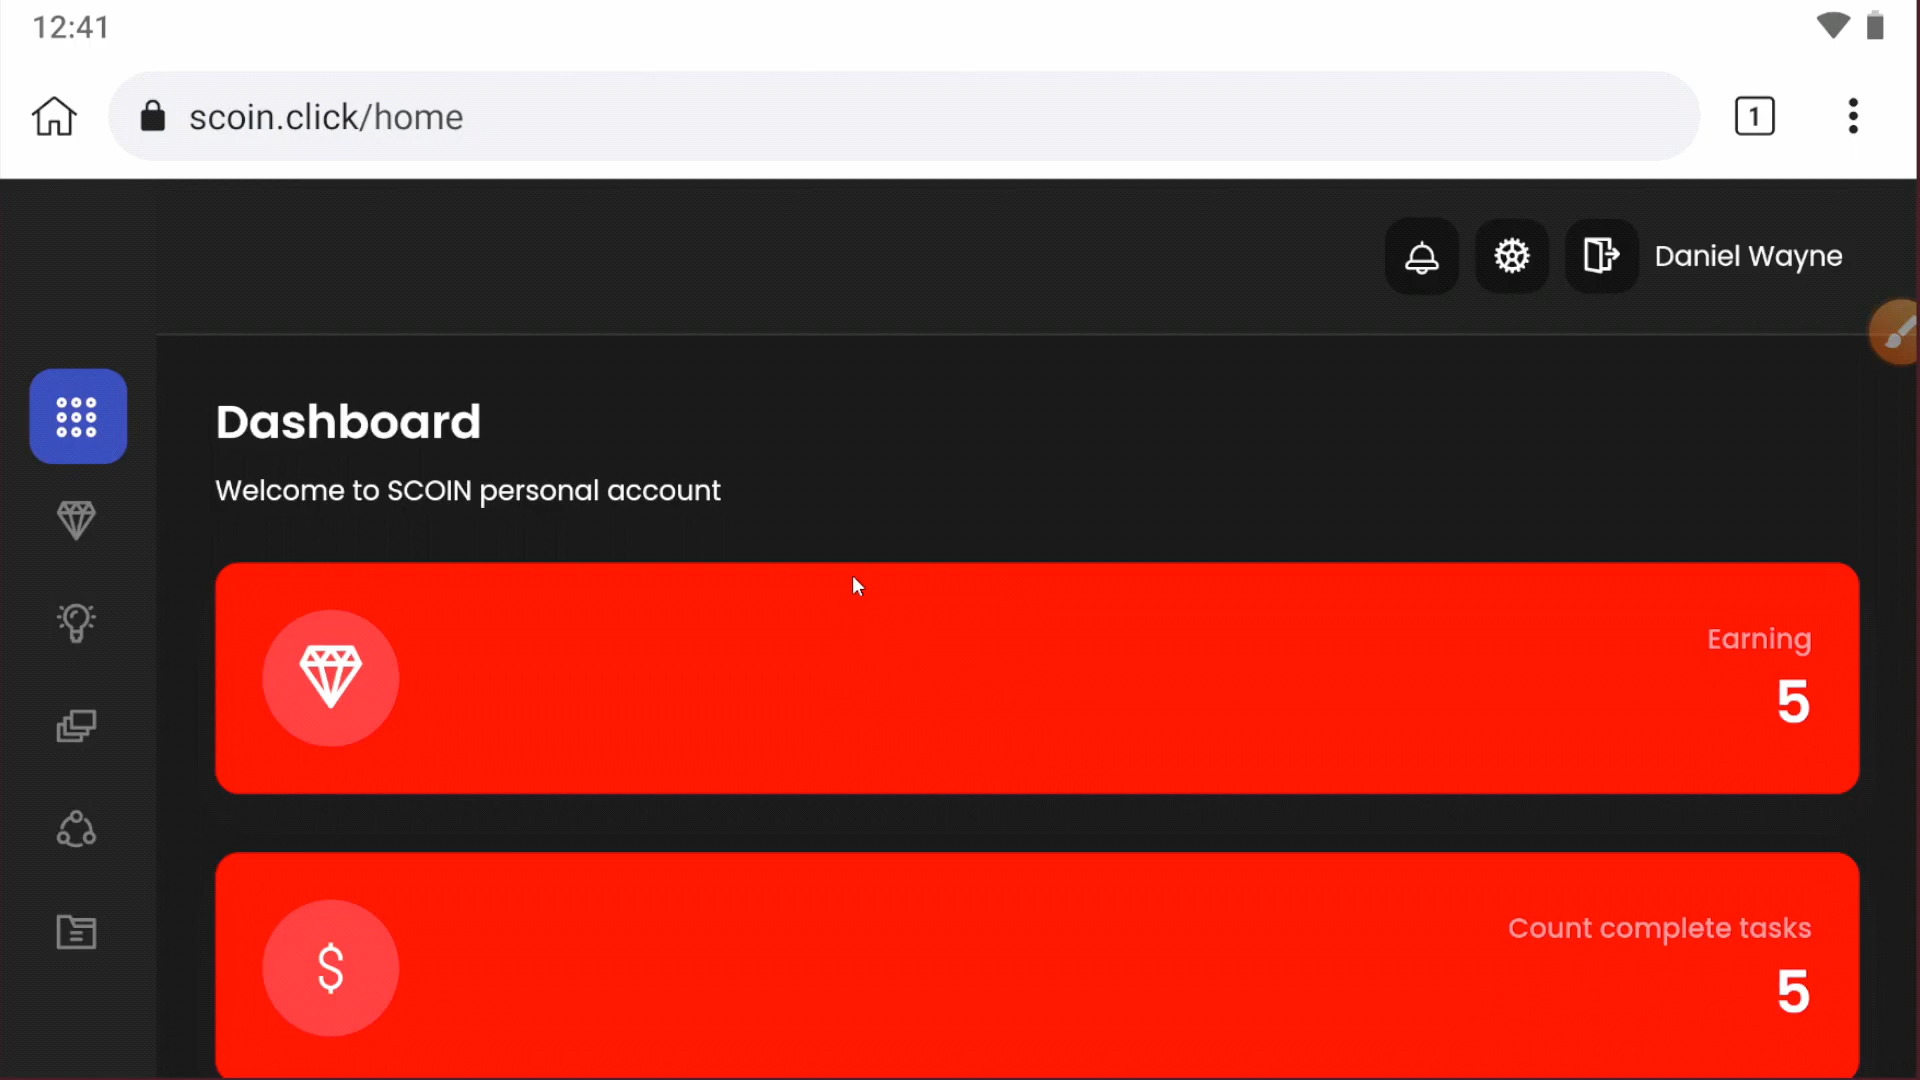 12:41
scoin.click/home
1
Daniel Wayne
Dashboard
Welcome to SCOIN personal account
Earning
5
Count complete tasks
$
5